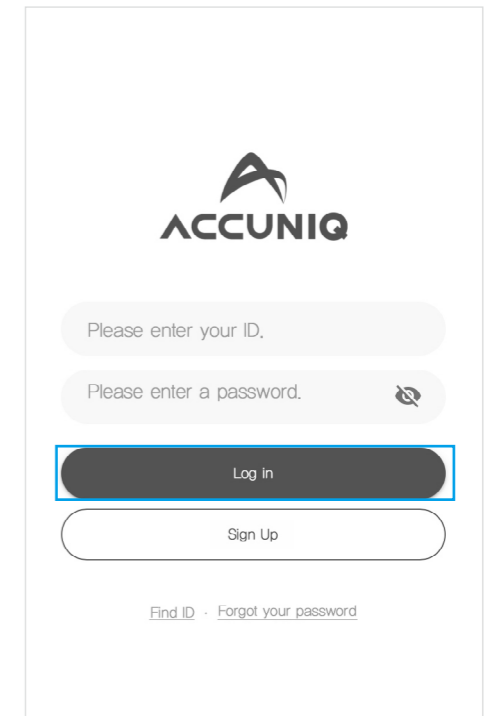 ACCUNIQ
Please enter your ID.
Please enter a password.
Log in
Sign Up
Find ID · Forgot your password